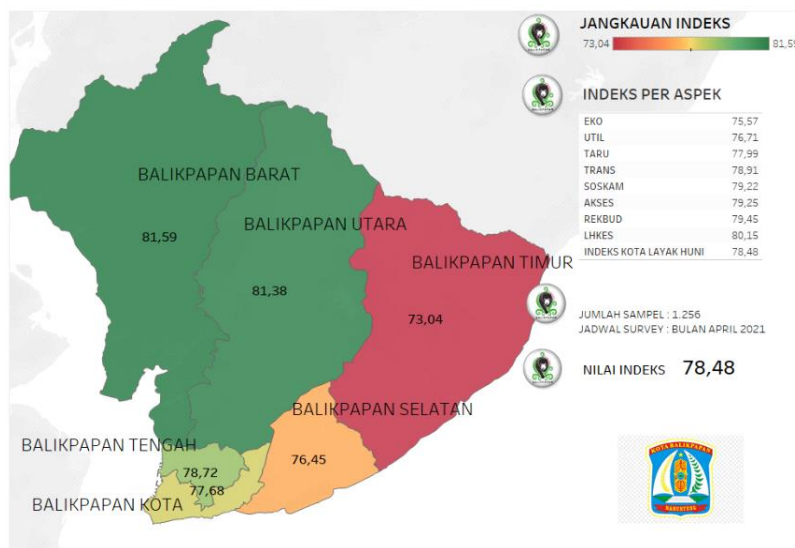 JANGKAUAN INDEKS
73,04 81,59
INDEKS PER ASPEK
EKO 75,57
UTIL 76,71
TARU 77,99
TRANS 78,91
SOSKAM 79,22
AKSES 79,25
REKBUD 79,45
LHKES 80,15
INDEKS KOTA LAYAK HUNI 78,48
JUMLAH SAMPEL : 1.256
JADWAL SURVEY : BULAN APRIL 2021
NILAI INDEKS 78,48
BALIKPAPAN BARAT
81,59
BALIKPAPAN UTARA
81,38
BALIKPAPAN TIMUR
73,04
BALIKPAPAN SELATAN
76,45
BALIKPAPAN TENGAH
78,72
77,68
BALIKPAPAN KOTA
KOTA BALIKPAPAN